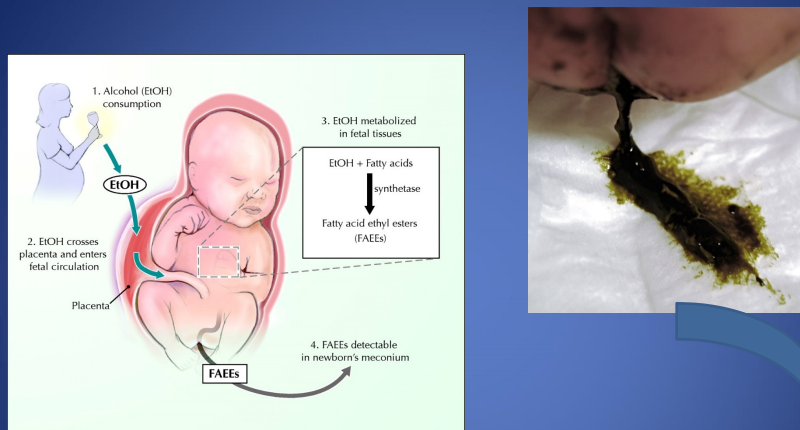 1. Alcohol (EtOH)
consumption
EtOH
2. EtOH crosses
placenta and enters
fetal circulation
Placenta
3. EtOH metabolized
in fetal tissues
EtOH + Fatty acids
synthetase
Fatty acid ethyl esters
(FAEEs)
4. FAEEs detectable
in newborn's meconium
FAEEs